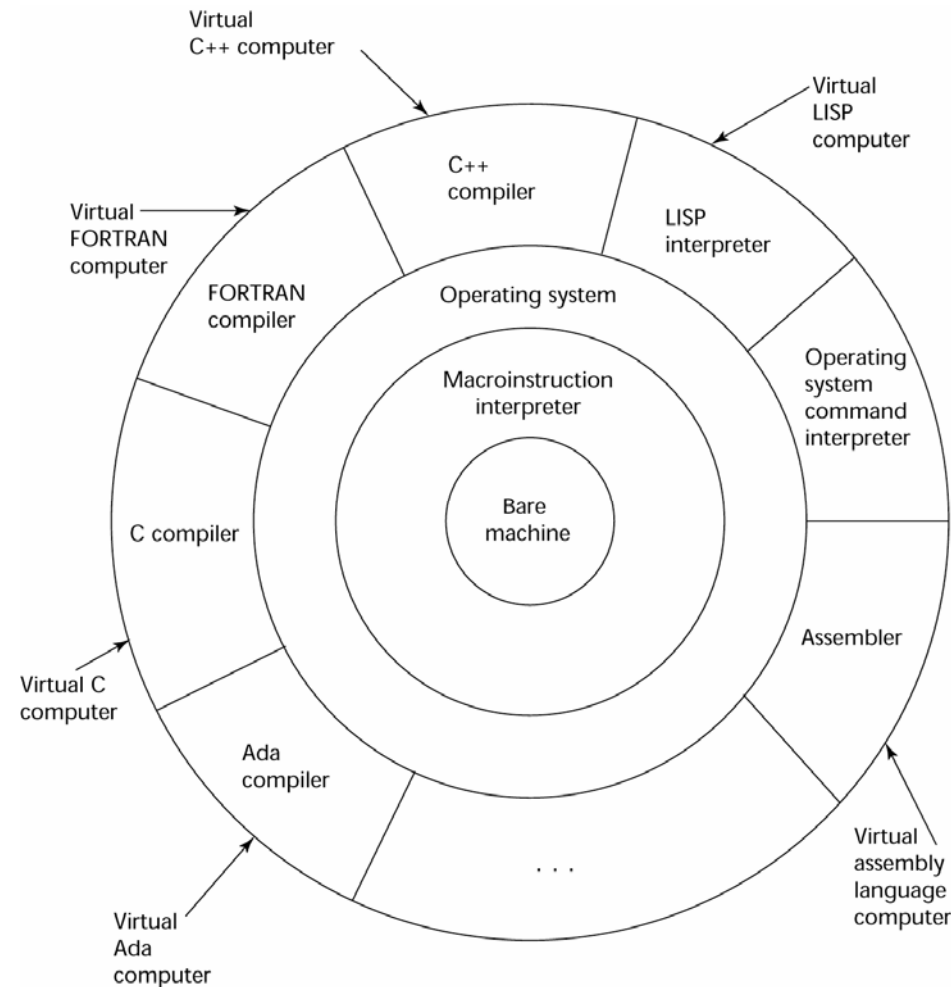 Virtual
C++ computer
Virtual
LISP
computer
C++
compiler
Virtual
FORTRAN
computer
LISP
interpreter
FORTRAN
compiler
Operating system
Operating
system
command
interpreter
Macroinstruction
interpreter
Bare
machine
C compiler
Assembler
Virtual C
computer
Ada
compiler
. . .
Virtual
assembly
language
computer
Virtual
Ada
computer